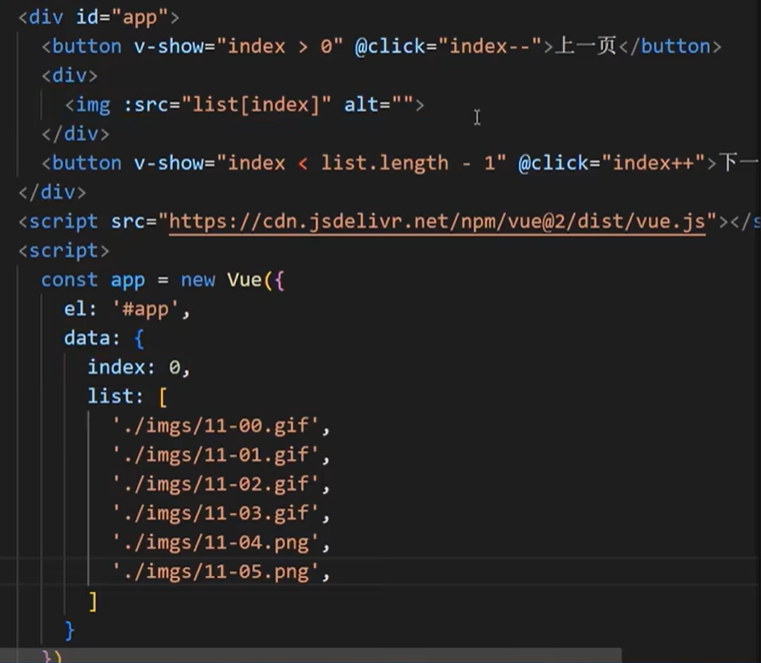 <div id="app">
<button v-show="index > 0" @click="index--">上一页</button>
<div>
<img :src="list[index]" alt="">
</div>
<button v-show="index < list.length - 1" @click="index++">下一
</div>
<script src="https://cdn.jsdelivr.net/npm/vue@2/dist/vue.js"></s
<script>
const app = new Vue({
el: '#app',
data: {
index: 0,
list: [
'./imgs/11-00.gif',
'./imgs/11-01.gif',
'./imgs/11-02.gif',
'./imgs/11-03.gif',
'./imgs/11-04.png',
'./imgs/11-05.png',
]
}
})